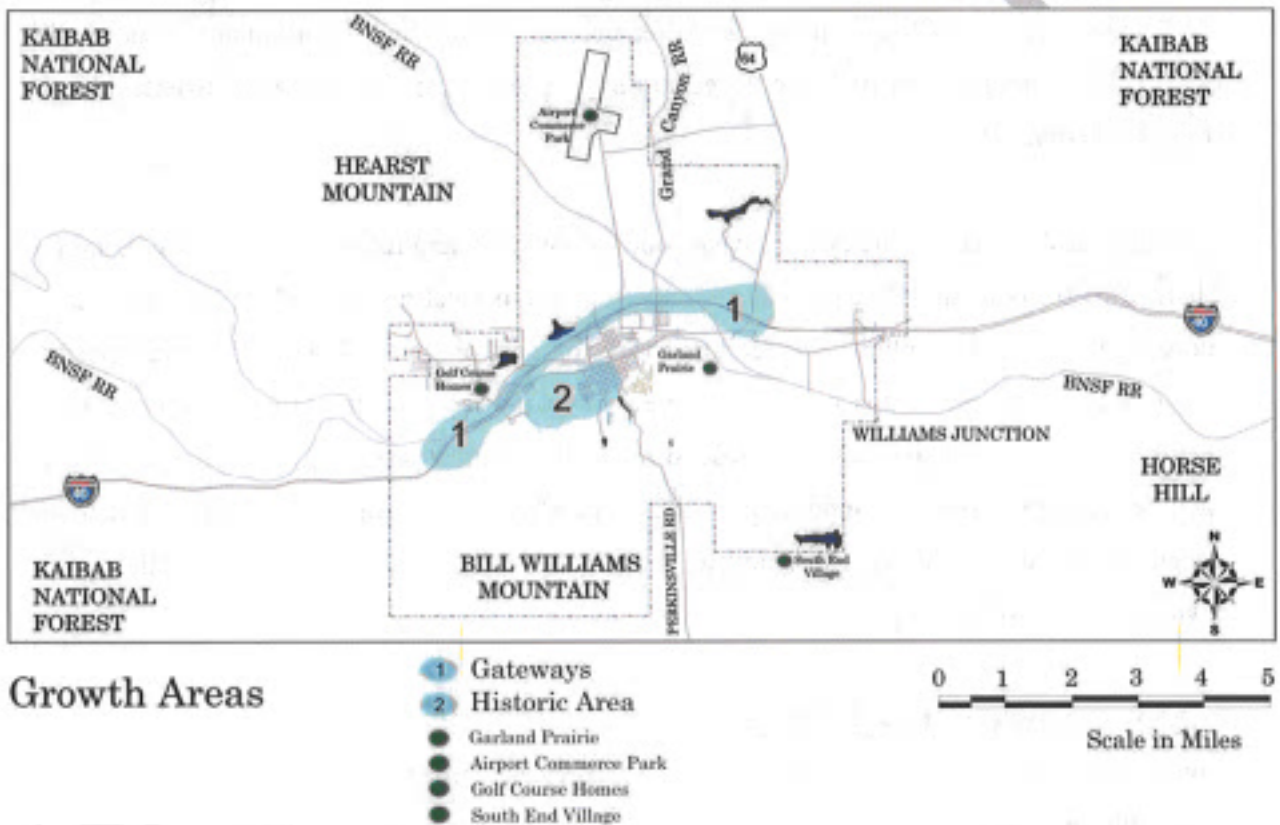 KAIBAB
NATIONAL
FOREST
BNSF RR
Grand Canyon RR
64
KAIBAB
NATIONAL
FOREST
Airport
Commerce
Park
HEARST
MOUNTAIN
1
40
BNSF RR
Golf Course
Homes
Garland
Prairie
2
1
BNSF RR
WILLIAMS JUNCTION
40
HORSE
HILL
PERKINSVILLE RD
BILL WILLIAMS
MOUNTAIN
South End
Village
KAIBAB
NATIONAL
FOREST
N
W E
S
Growth Areas
1 Gateways
2 Historic Area
Garland Prairie
Airport Commerce Park
Golf Course Homes
South End Village
0 1 2 3 4 5
Scale in Miles